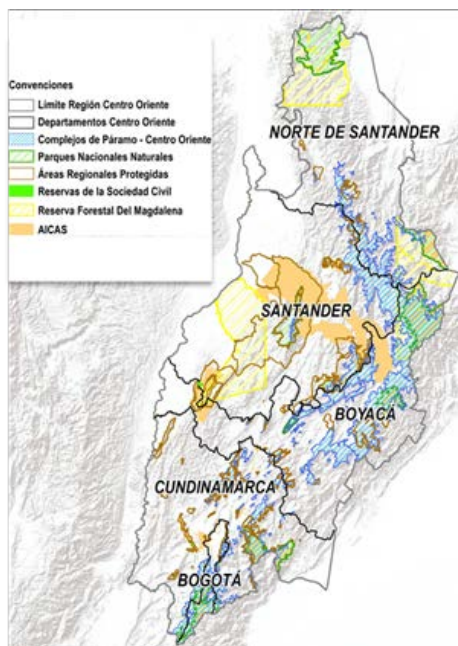 Convenciones
Límite Región Centro Oriente
Departamentos Centro Oriente
Complejos de Páramo - Centro Oriente
Parques Nacionales Naturales
Áreas Regionales Protegidas
Reservas de la Sociedad Civil
Reserva Forestal Del Magdalena
AICAS
NORTE DE SANTANDER
SANTANDER
BOYACÁ
CUNDINAMARCA
BOGOTÁ